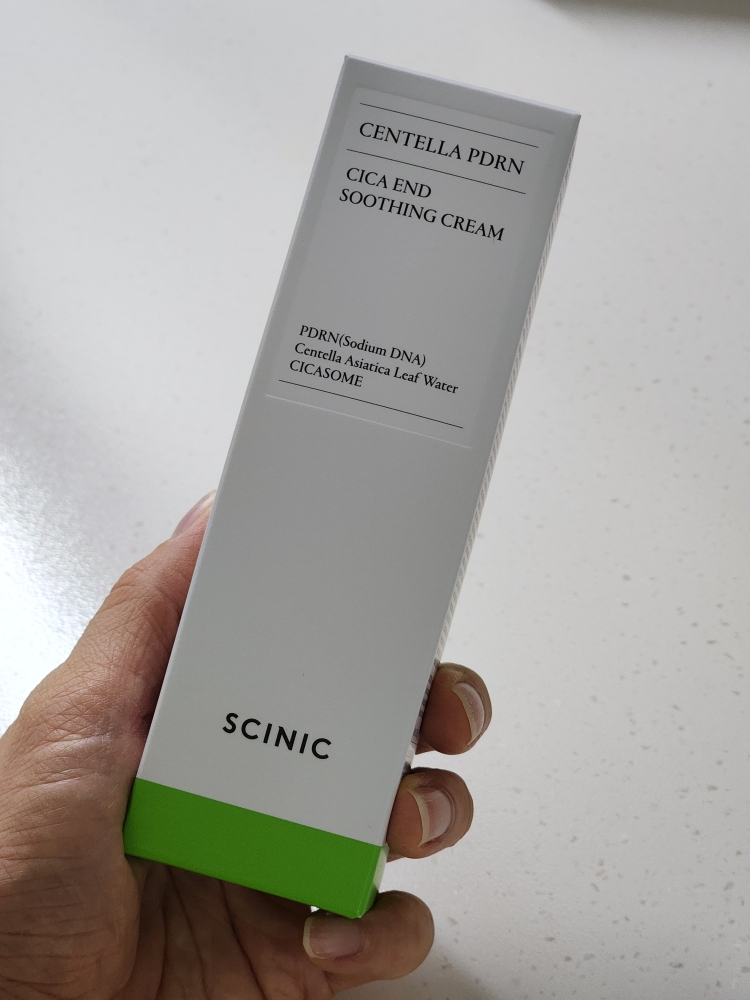 CENTELLA PDRN
CICA END
SOOTHING CREAM
PDRN(Sodium DNA)
Centella Asiatica Leaf Water
CICASOME
SCINIC